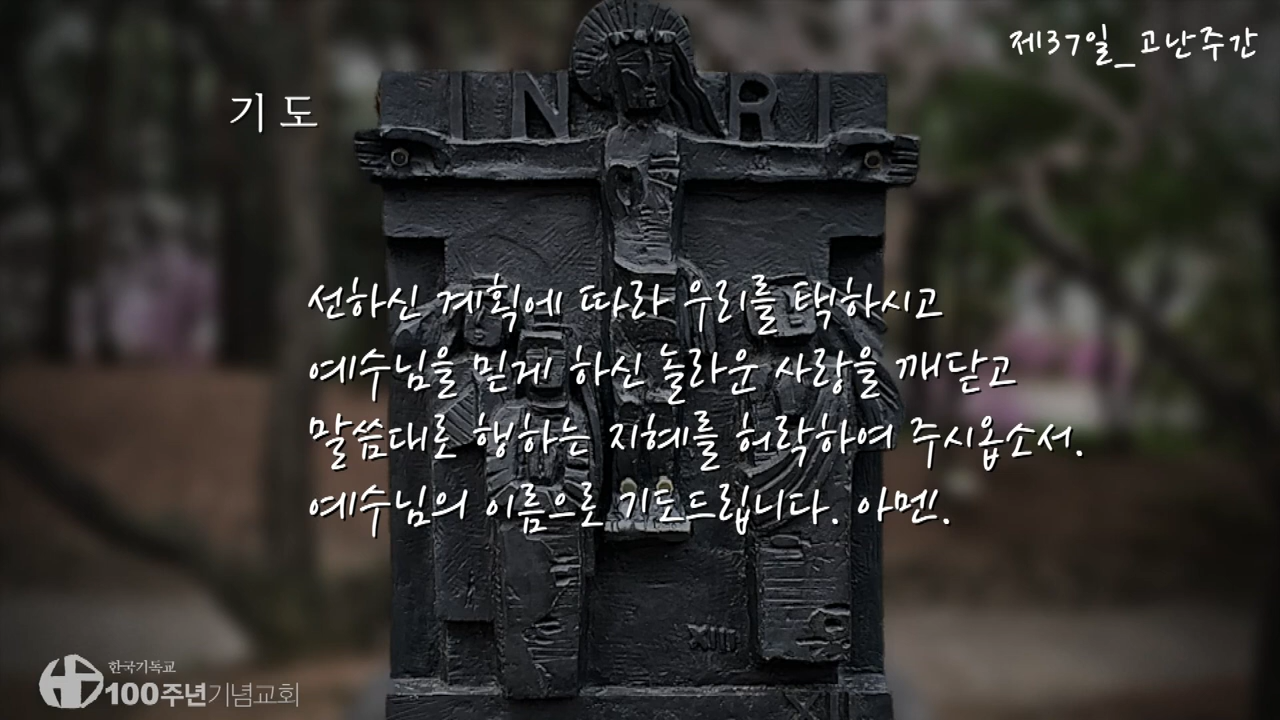 제37일_고난주간
기도
INRI
선하신 계획에 따라 우리를 택하시고
예수님을 믿게 하신 놀라운 사랑을 깨닫고
말씀대로 행하는 지혜를 허락하여 주시옵소서.
예수님의 이름으로 기도드립니다. 아멘.
XIII
한국기독교
100주년기념교회